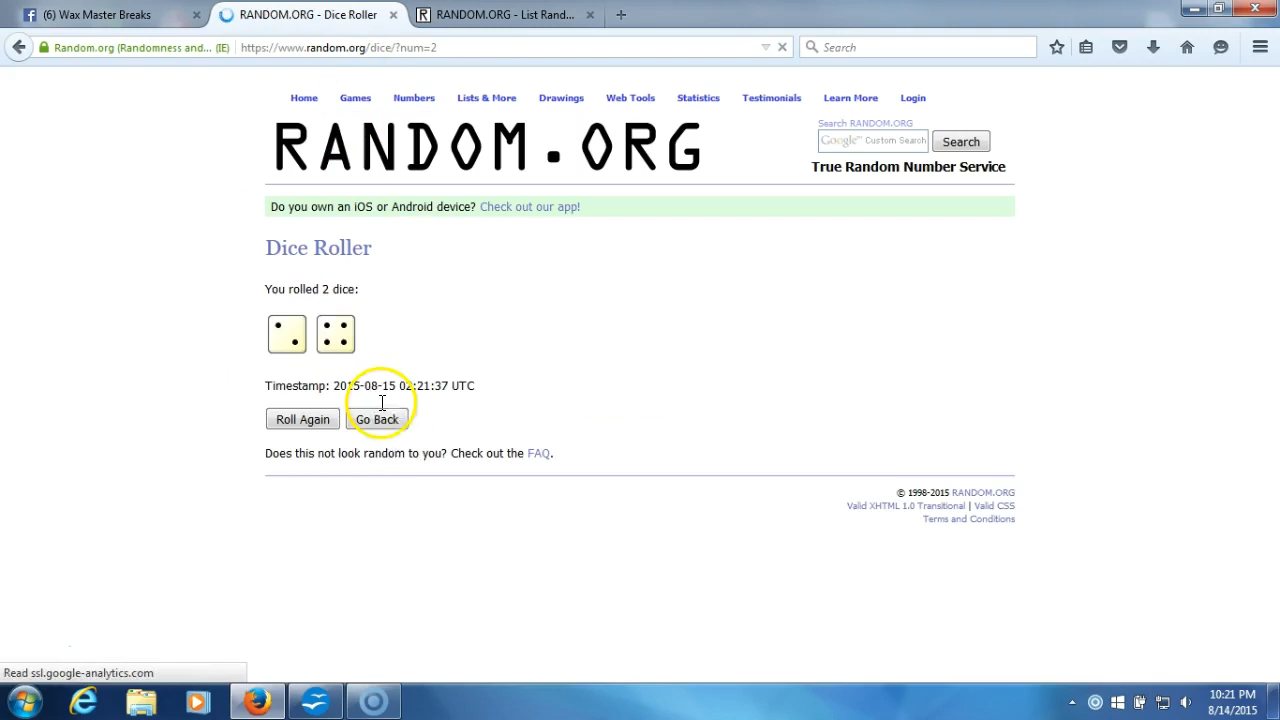 (6) Wax Master Breaks
RANDOM.ORG - Dice Roller
RANDOM.ORG - List Rand...
Random.org (Randomness and... (IE)
https://www.random.org/dice/?num=2
Search
Home Games Numbers Lists & More Drawings Web Tools Statistics Testimonials Learn More Login
RANDOM.ORG
Search RANDOM.ORG
Google™ Custom Search
Search
True Random Number Service
Do you own an iOS or Android device? Check out our app!
Dice Roller
You rolled 2 dice:
Timestamp: 2015-08-15 02:21:37 UTC
Roll Again
Go Back
Does this not look random to you? Check out the FAQ.
© 1998-2015 RANDOM.ORG
Valid XHTML 1.0 Transitional | Valid CSS
Terms and Conditions
Read ssl.google-analytics.com
10:21 PM
8/14/2015